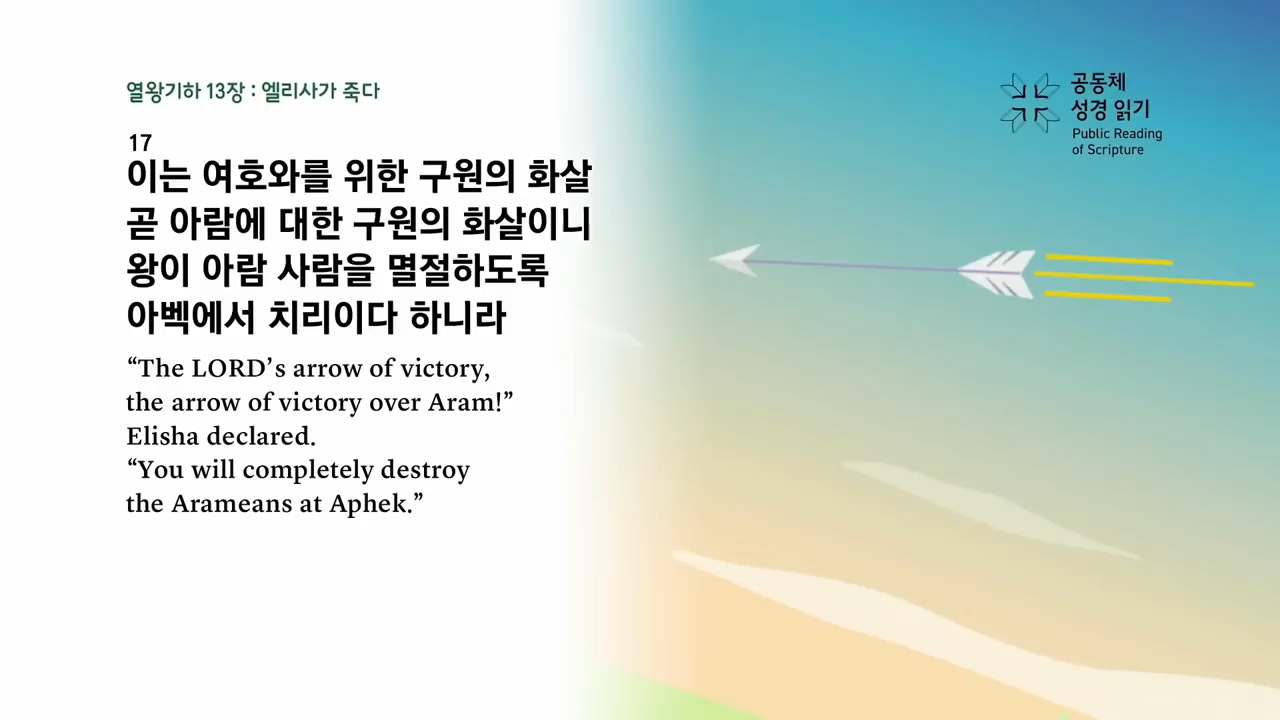 열왕기하 13장 : 엘리사가 죽다
17
이는 여호와를 위한 구원의 화살
곧 아람에 대한 구원의 화살이니
왕이 아람 사람을 멸절하도록
아벡에서 치리이다 하니라
“The LORD’s arrow of victory,
the arrow of victory over Aram!”
Elisha declared.
“You will completely destroy
the Arameans at Aphek.”
공동체
성경 읽기
Public Reading
of Scripture